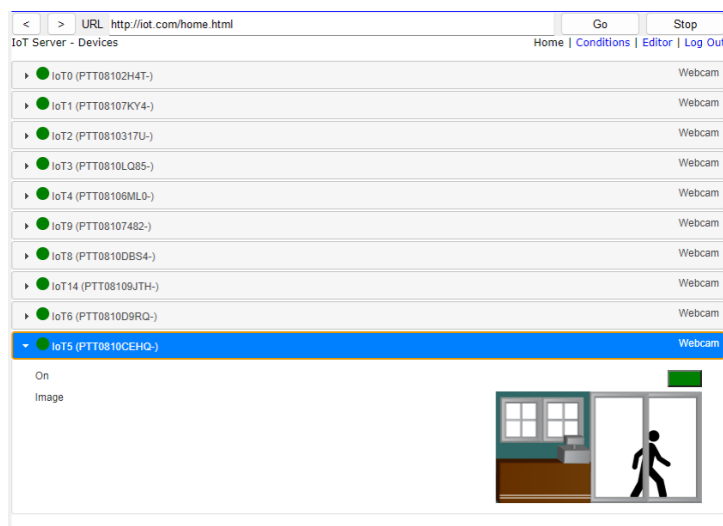 < > URL http://iot.com/home.html Go Stop
IoT Server - Devices Home | Conditions | Editor | Log Out
IoT0 (PTT08102H4T-) Webcam
IoT1 (PTT08107KY4-) Webcam
IoT2 (PTT0810317U-) Webcam
IoT3 (PTT0810LQ85-) Webcam
IoT4 (PTT08106ML0-) Webcam
IoT9 (PTT08107482-) Webcam
IoT8 (PTT0810DBS4-) Webcam
IoT14 (PTT08109JTH-) Webcam
IoT6 (PTT0810D9RQ-) Webcam
IoT5 (PTT0810CEHQ-) Webcam
On
Image